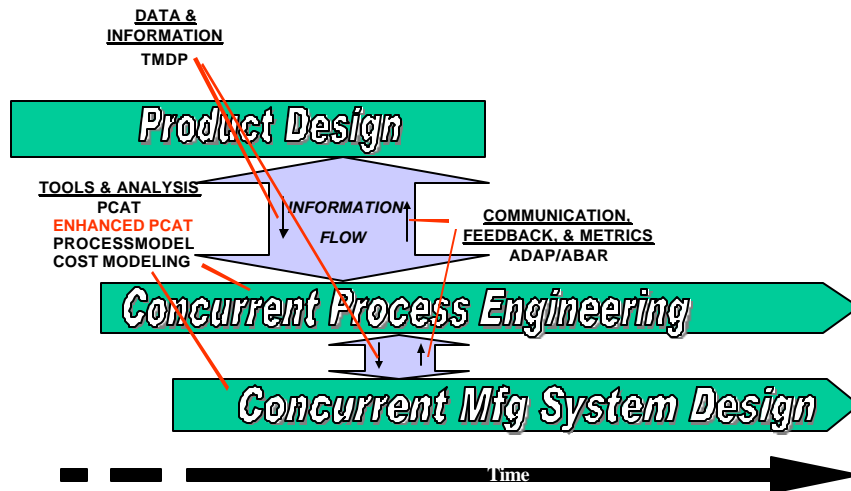 DATA &
INFORMATION
TMDP
Product Design
TOOLS & ANALYSIS
PCAT
ENHANCED PCAT
PROCESSMODEL
COST MODELING
INFORMATION
FLOW
COMMUNICATION,
FEEDBACK, & METRICS
ADAP/ABAR
Concurrent Process Engineering
Concurrent Mfg System Design
Time